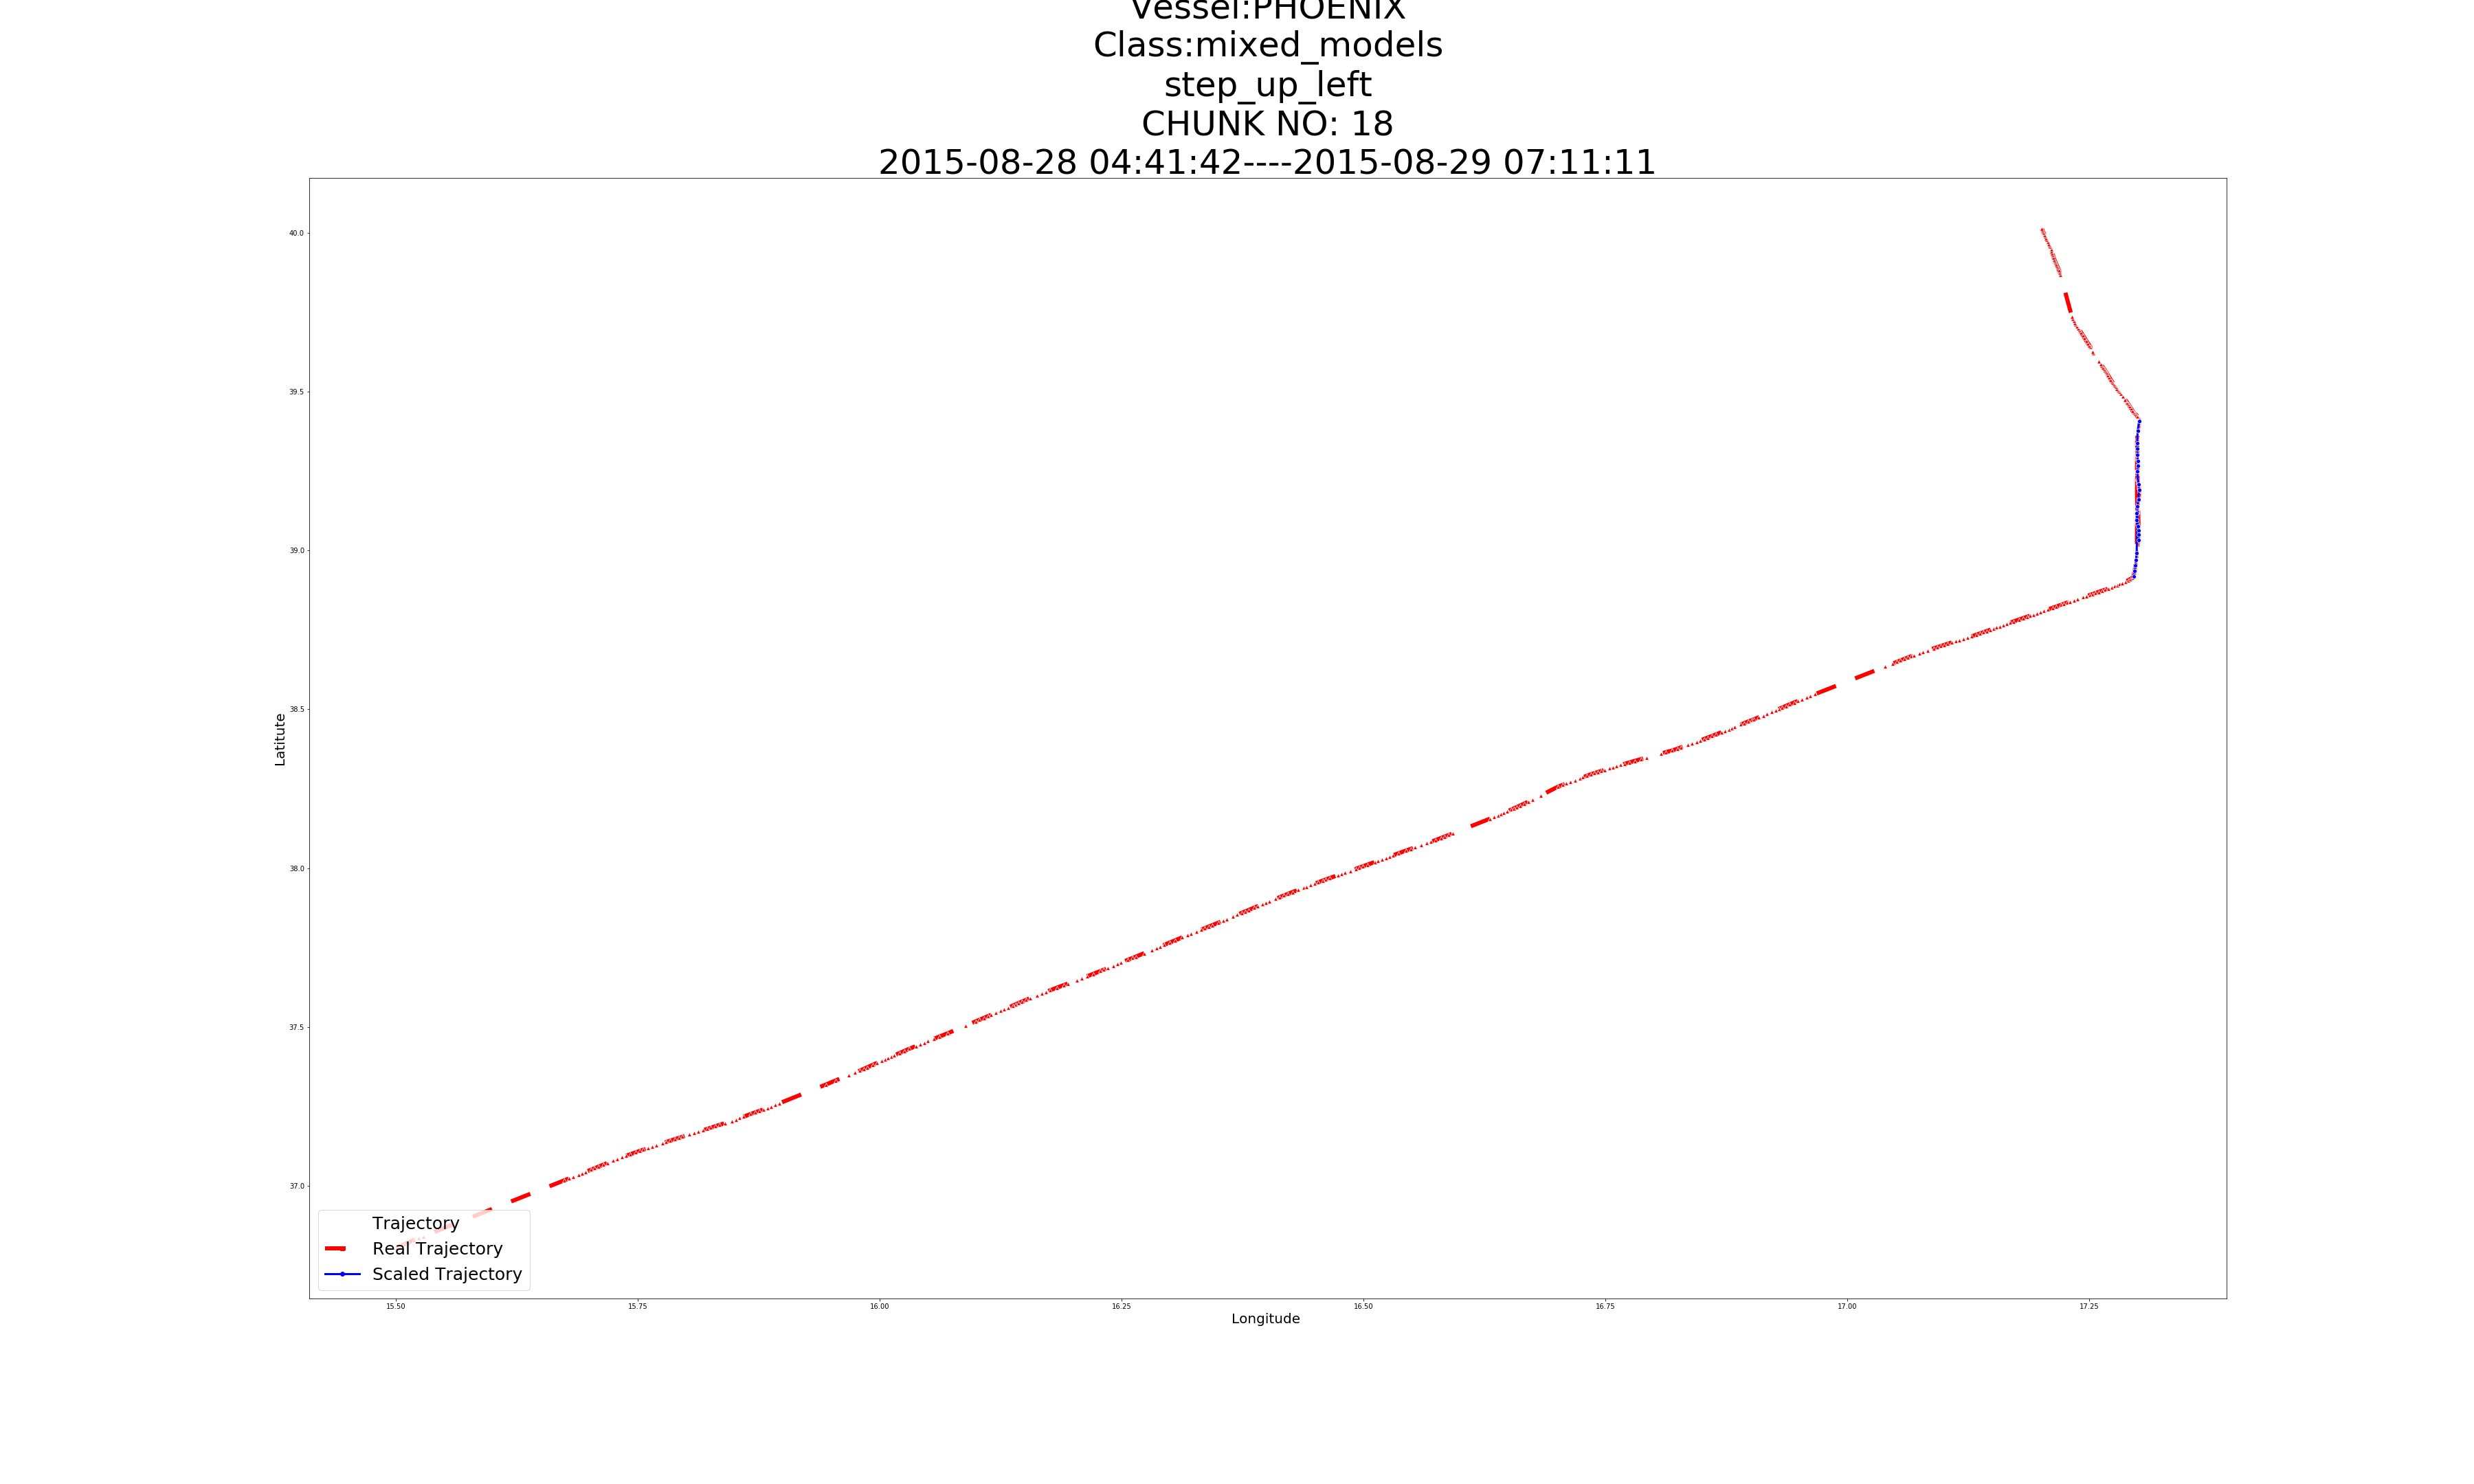 Vessel:PHOENIX
Class:mixed_models
step_up_left
CHUNK NO: 18
2015-08-28 04:41:42----2015-08-29 07:11:11
40.0
39.5
39.0
38.5
38.0
37.5
37.0
Latitute
Trajectory
Real Trajectory
Scaled Trajectory
15.50 15.75 16.00 16.25 16.50 16.75 17.00 17.25
Longitude